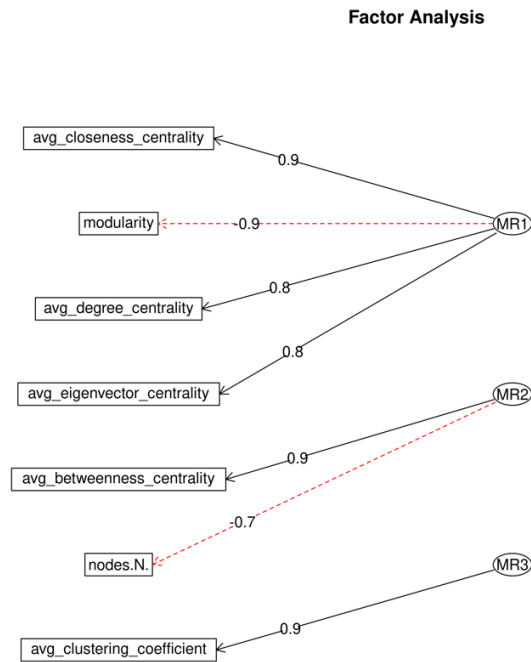 Factor Analysis
avg_closeness_centrality
0.9
modularity
-0.9
MR1
avg_degree_centrality
0.8
avg_eigenvector_centrality
0.8
MR2
avg_betweenness_centrality
0.9
nodes.N.
-0.7
MR3
avg_clustering_coefficient
0.9